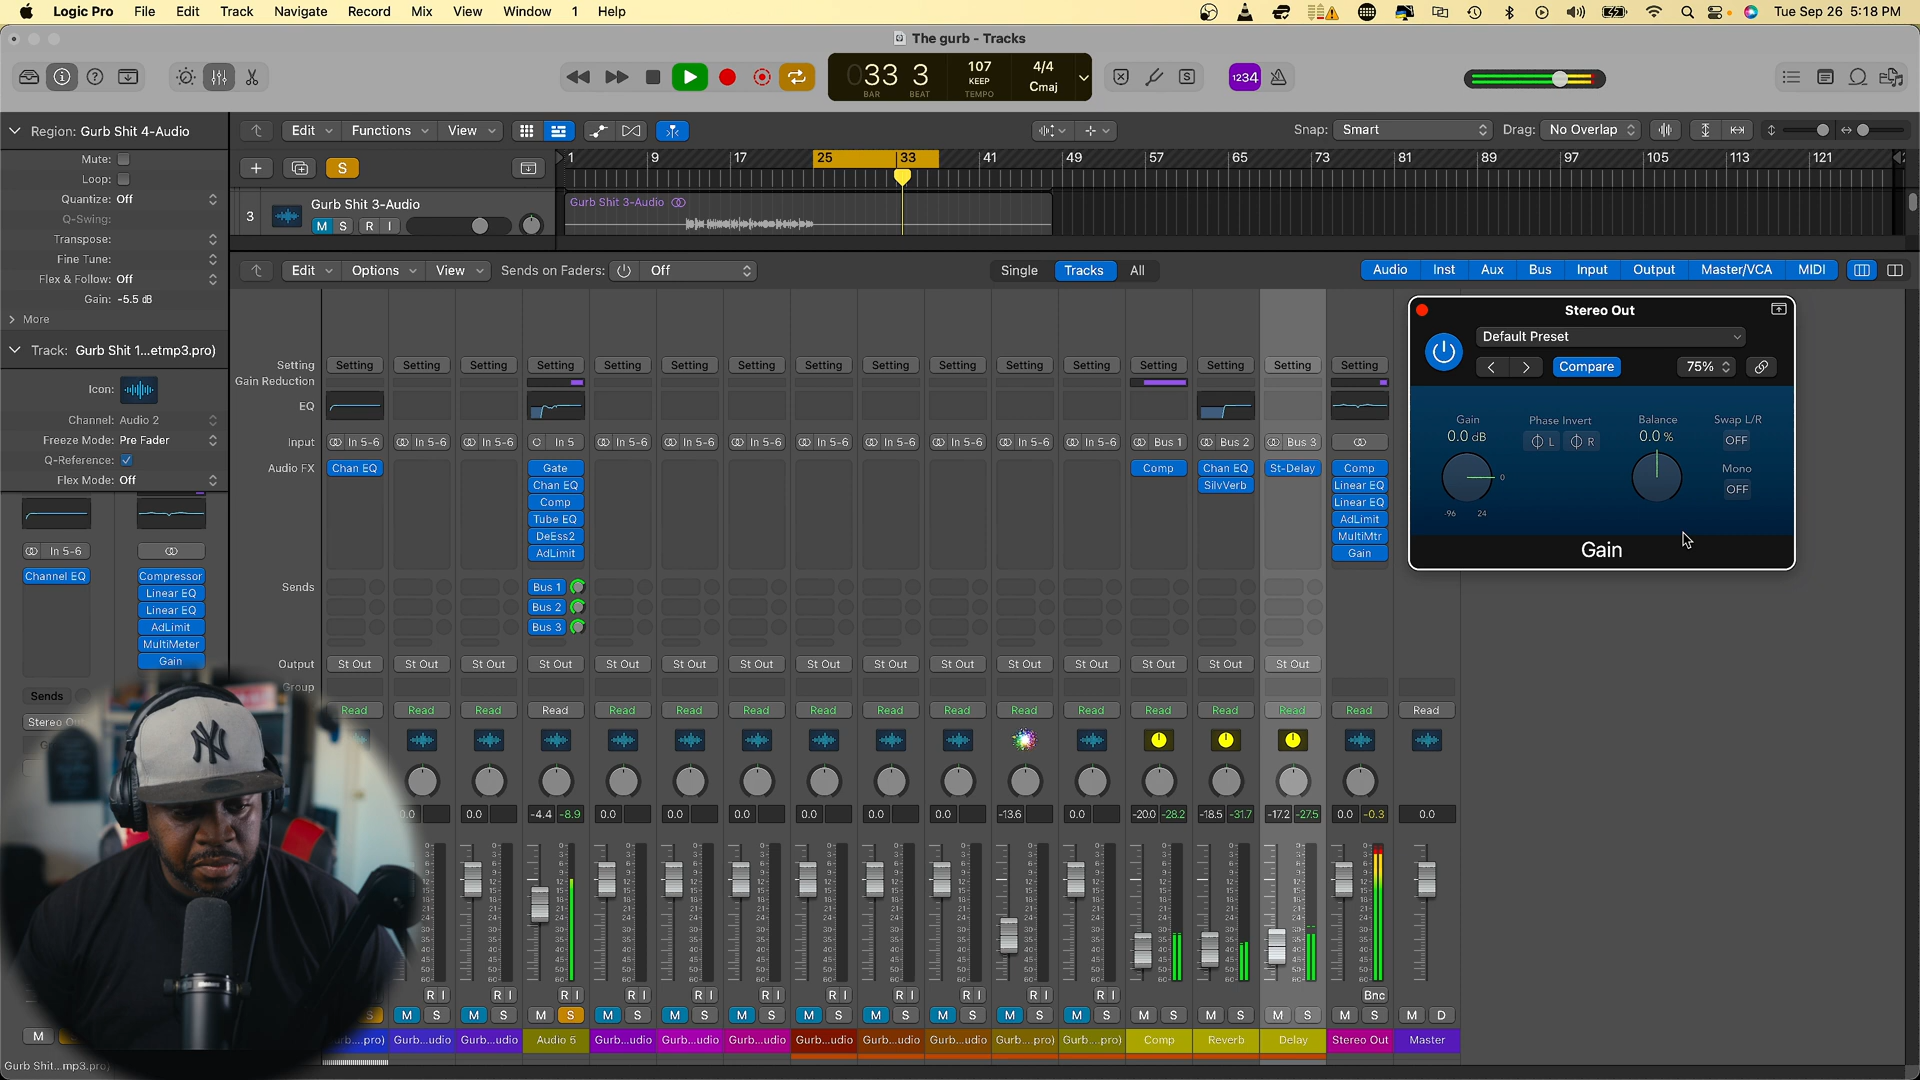 Logic Pro File Edit Track Navigate Record Mix View Window 1 Help Tue Sep 26 5:18 PM
The gurb - Tracks
033 3 107 KEEP 4/4 Cmaj
BAR BEAT TEMPO
1234
Region: Gurb Shit 4-Audio
Mute:
Loop:
Quantize: Off
Q-Swing:
Transpose:
Fine Tune:
Flex & Follow: Off
Gain: -5.5 dB
More
Track: Gurb Shit 1...etmp3.pro)
Icon:
Channel: Audio 2
Freeze Mode: Pre Fader
Q-Reference:
Flex Mode: Off
In 5-6
Channel EQ Compressor
Linear EQ
Linear EQ
AdLimit
MultiMeter
Gain
Sends
M
Edit Functions View Snap: Smart Drag: No Overlap
S 1 9 17 25 33 41 49 57 65 73 81 89 97 105 113 121
3 Gurb Shit 3-Audio
M S R I
Gurb Shit 3-Audio
Edit Options View Sends on Faders: Off Single Tracks All Audio Inst Aux Bus Input Output Master/VCA MIDI
Setting Setting Setting Setting Setting Setting Setting Setting Setting Setting Setting Setting Setting Setting Setting Setting Setting
Gain Reduction
EQ
Input In 5-6 In 5-6 In 5-6 In 5 In 5-6 In 5-6 In 5-6 In 5-6 In 5-6 In 5-6 In 5-6 In 5-6 Bus 1 Bus 2 Bus 3
Audio FX Chan EQ Gate Comp Chan EQ St-Delay Comp
Chan EQ SilvVerb Linear EQ
Comp Linear EQ
Tube EQ AdLimit
DeEss2 MultiMtr
AdLimit Gain
Sends Bus 1
Bus 2
Bus 3
Output St Out St Out St Out St Out St Out St Out St Out St Out St Out St Out St Out St Out St Out St Out St Out
Group
Read Read Read Read Read Read Read Read Read Read Read Read Read Read Read Read Read
0.0 0.0 -4.4 -8.9 0.0 0.0 0.0 0.0 0.0 0.0 -13.6 0.0 -20.0 -28.2 -18.5 -31.7 -17.2 -27.5 0.0 -0.3 0.0
R I R I R I R I R I R I R I R I R I R I R I Bnc
M S M S M S M S M S M S M S M S M S M S M S M S M S M S M S M D
Gurb...udio Gurb...udio Audio 5 Gurb...udio Gurb...udio Gurb...udio Gurb...udio Gurb...udio Gurb...udio Gurb....pro) Gurb....pro) Comp Reverb Delay Stereo Out Master
Gurb Shit...mp3.pro)
Stereo Out
Default Preset
Compare 75%
Gain Phase Invert Balance Swap L/R
0.0 dB L R 0.0 % OFF
Mono
OFF
0
-96 24
Gain
NY